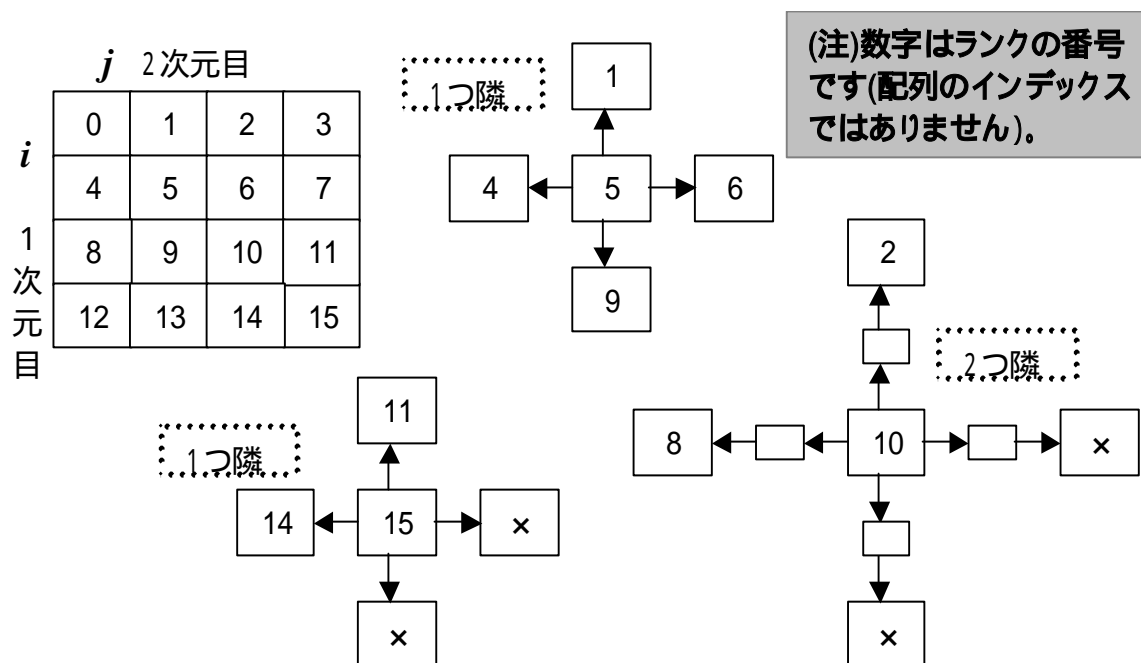 j 2次元目
i
1次元目
0 1 2 3
4 5 6 7
8 9 10 11
12 13 14 15
1つ隣
1
4 5 6
9
(注)数字はランクの番号
です(配列のインデックス
ではありません)。
1つ隣
11
14 15 ×
×
2つ隣
2
8 10 ×
×